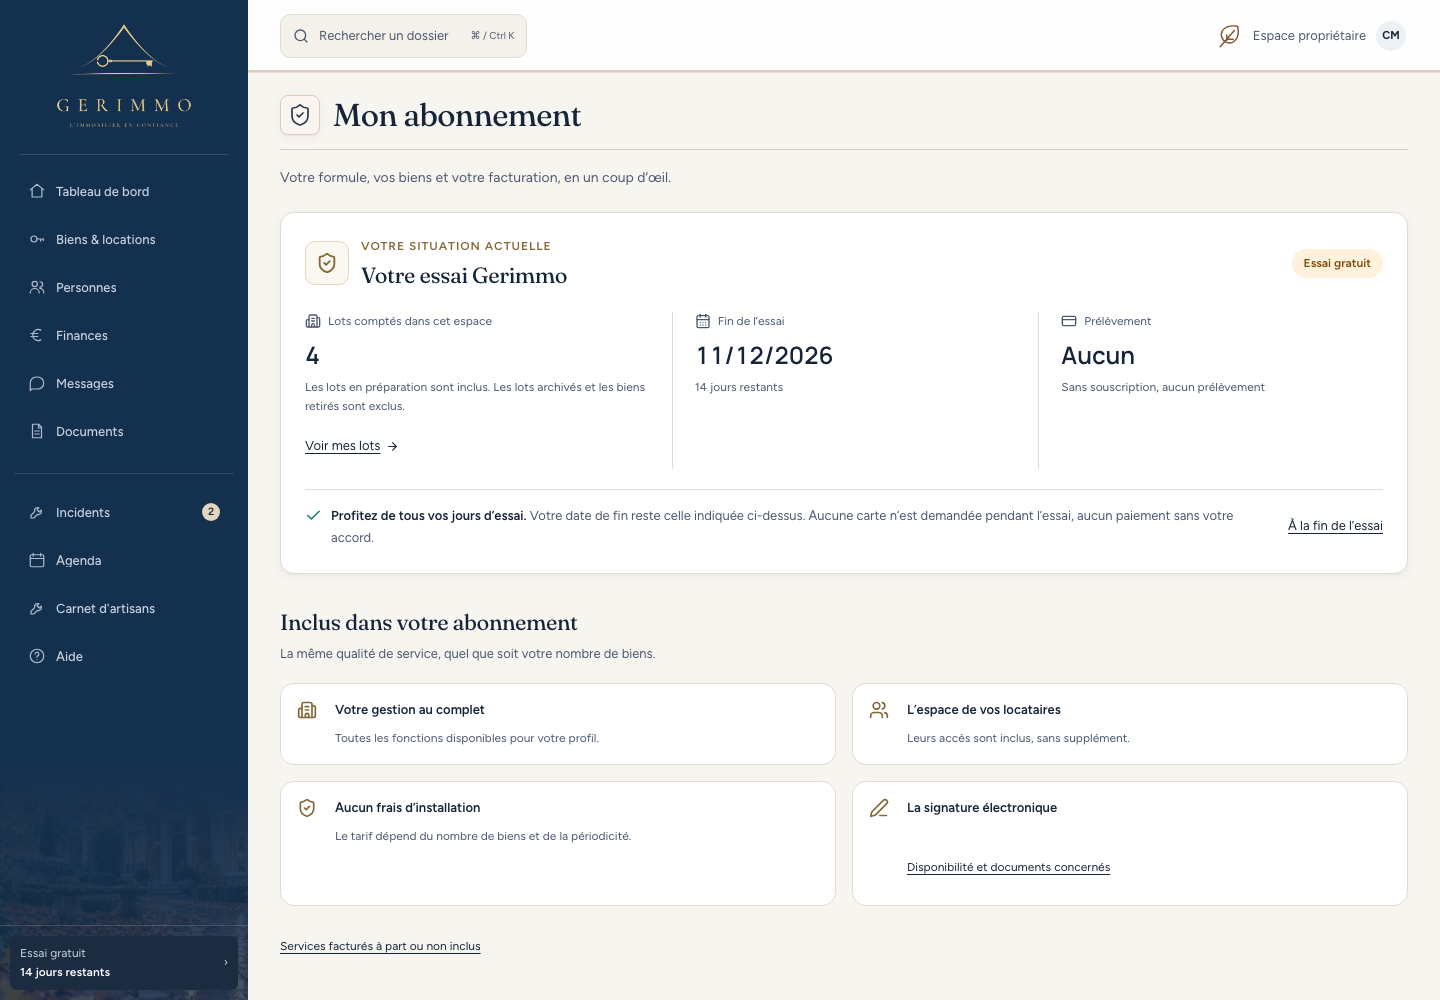 GERIMMO
L'IMMOBILIER EN CONFIANCE
Tableau de bord
Biens & locations
Personnes
Finances
Messages
Documents
Incidents
2
Agenda
Carnet d'artisans
Aide
Essai gratuit
14 jours restants
›
Rechercher un dossier
⌘ / Ctrl K
Espace propriétaire
CM
Mon abonnement
Votre formule, vos biens et votre facturation, en un coup d’œil.
VOTRE SITUATION ACTUELLE
Votre essai Gerimmo
Essai gratuit
Lots comptés dans cet espace
4
Les lots en préparation sont inclus. Les lots archivés et les biens
retirés sont exclus.
Voir mes lots →
Fin de l’essai
11/12/2026
14 jours restants
Prélèvement
Aucun
Sans souscription, aucun prélèvement
Profitez de tous vos jours d’essai. Votre date de fin reste celle indiquée ci-dessus. Aucune carte n’est demandée pendant l’essai, aucun paiement sans votre
accord.
À la fin de l’essai
Inclus dans votre abonnement
La même qualité de service, quel que soit votre nombre de biens.
Votre gestion au complet
Toutes les fonctions disponibles pour votre profil.
L’espace de vos locataires
Leurs accès sont inclus, sans supplément.
Aucun frais d’installation
Le tarif dépend du nombre de biens et de la périodicité.
La signature électronique
Disponibilité et documents concernés
Services facturés à part ou non inclus